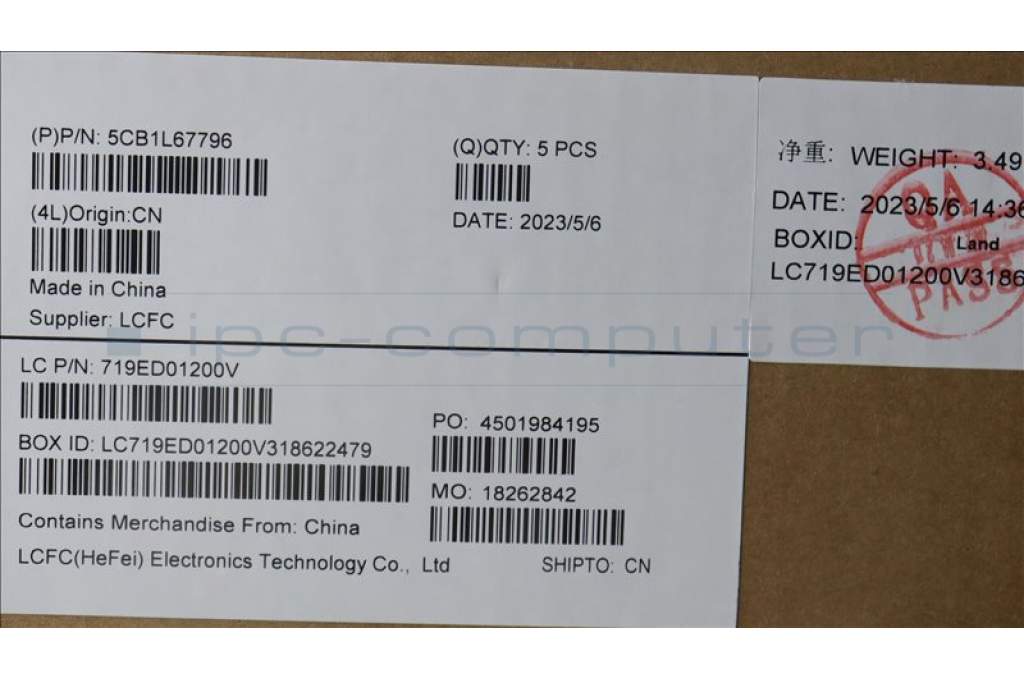 (P)P/N: 5CB1L67796
(Q)QTY: 5 PCS
(4L)Origin:CN
DATE: 2023/5/6
Made in China
Supplier: LCFC
净重: WEIGHT: 3.49
DATE: 2023/5/6 14:36
BOXID: Land
LC719ED01200V3186
QA
PASS
ipc-computer
LC P/N: 719ED01200V
PO: 4501984195
BOX ID: LC719ED01200V318622479
MO: 18262842
Contains Merchandise From: China
LCFC(HeFei) Electronics Technology Co., Ltd SHIPTO: CN